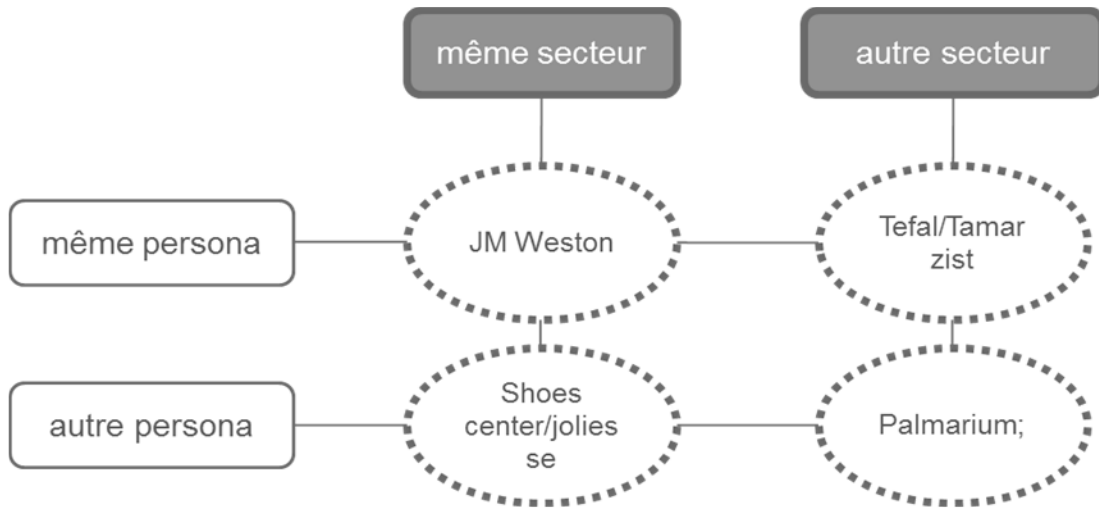 même secteur
autre secteur
même persona
JM Weston
Tefal/Tamar
zist
autre persona
Shoes
center/jolies
se
Palmarium;